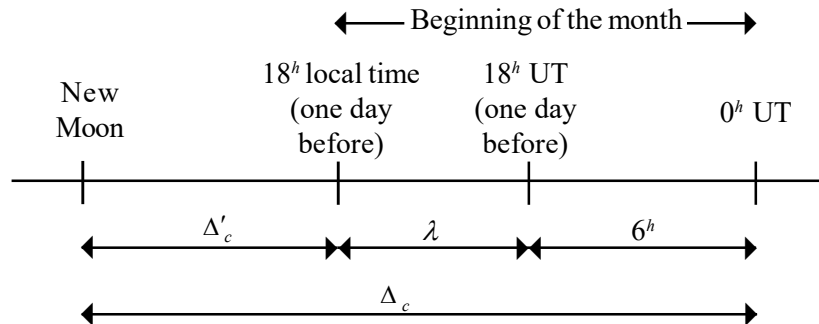 Beginning of the month
18ʰ local time
(one day
before)
18ʰ UT
(one day
before)
New
Moon
0ʰ UT
Δ′c
λ
6ʰ
Δc